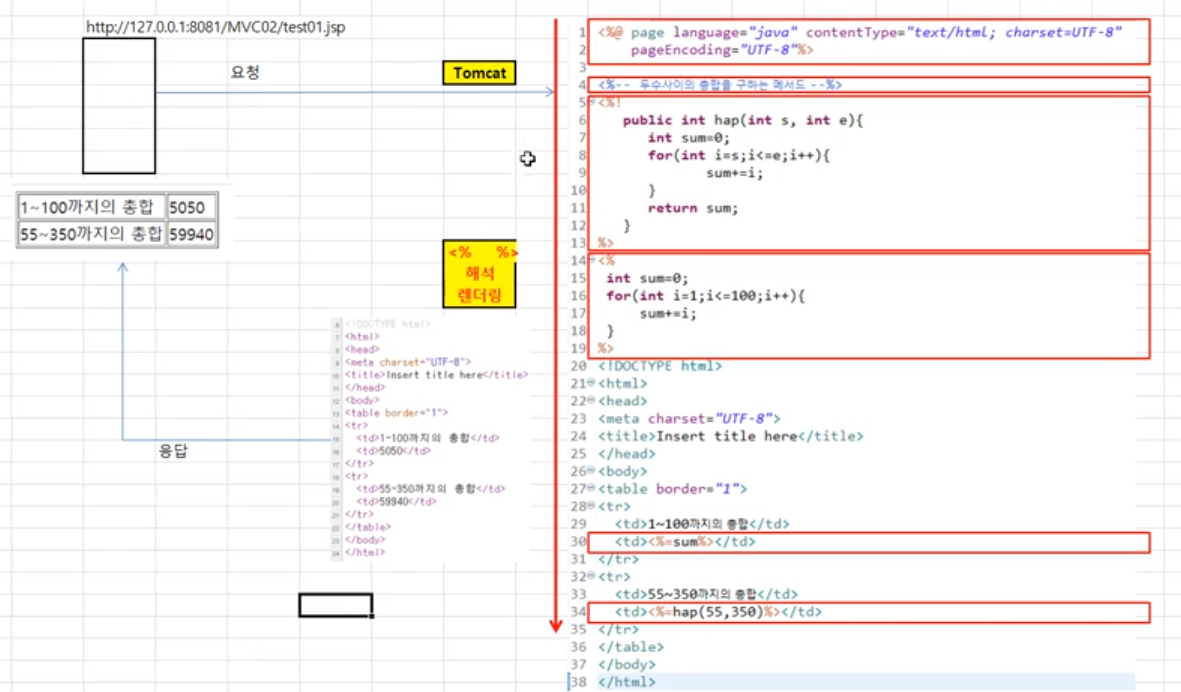 http://127.0.0.1:8081/MVC02/test01.jsp
요청
Tomcat
1~100까지의 총합 5050
55~350까지의 총합 59940
<% %>
해석
렌더링
6 <!DOCTYPE html>
7 <html>
8 <head>
9 <meta charset="UTF-8">
10 <title>Insert title here</title>
11 </head>
12 <body>
13 <table border="1">
14 <tr>
15 <td>1~100까지의 총합</td>
16 <td>5050</td>
17 </tr>
18 <tr>
19 <td>55~350까지의 총합</td>
20 <td>59940</td>
21 </tr>
22 </table>
23 </body>
24 </html>
응답
1 <%@ page language="java" contentType="text/html; charset=UTF-8"
2 pageEncoding="UTF-8"%>
3
4 <%-- 두수사이의 총합을 구하는 메서드 --%>
5 <%!
6 public int hap(int s, int e){
7 int sum=0;
8 for(int i=s;i<=e;i++){
9 sum+=i;
10 }
11 return sum;
12 }
13 %>
14 <%
15 int sum=0;
16 for(int i=1;i<=100;i++){
17 sum+=i;
18 }
19 %>
20 <!DOCTYPE html>
21 <html>
22 <head>
23 <meta charset="UTF-8">
24 <title>Insert title here</title>
25 </head>
26 <body>
27 <table border="1">
28 <tr>
29 <td>1~100까지의 총합</td>
30 <td><%=sum%></td>
31 </tr>
32 <tr>
33 <td>55~350까지의 총합</td>
34 <td><%=hap(55,350)%></td>
35 </tr>
36 </table>
37 </body>
38 </html>